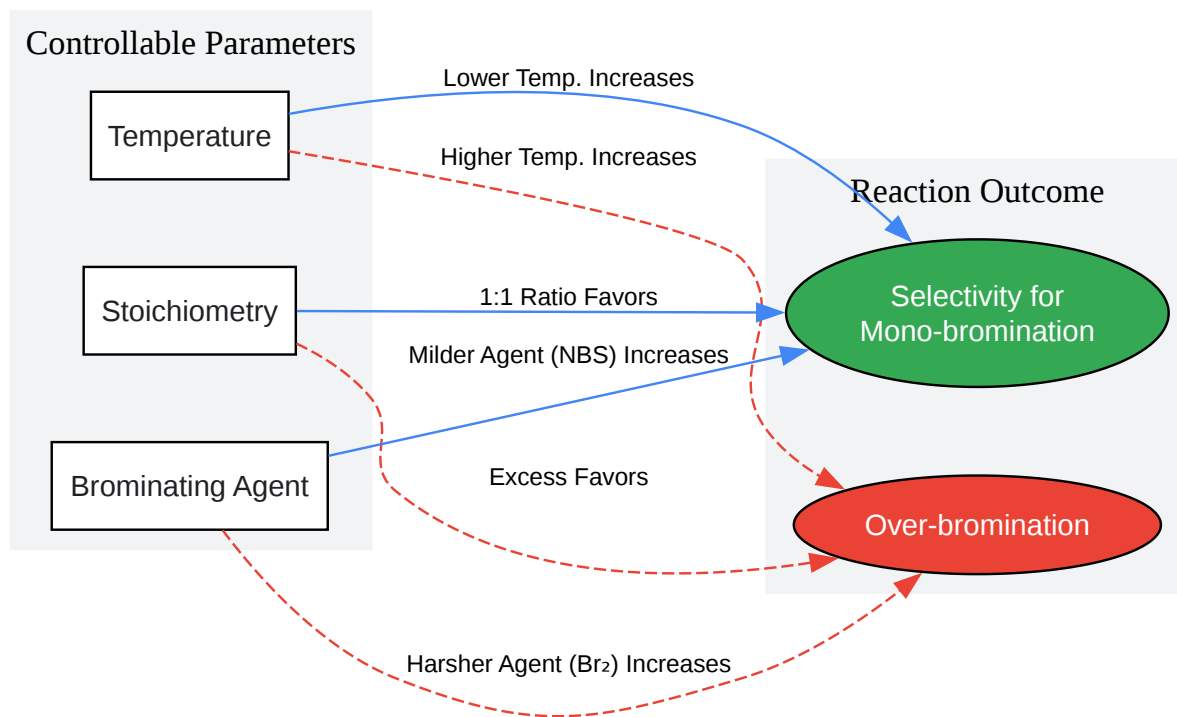 Controllable Parameters
Temperature
Stoichiometry
Brominating Agent
Lower Temp. Increases
Higher Temp. Increases
1:1 Ratio Favors
Milder Agent (NBS) Increases
Excess Favors
Harsher Agent (Br₂) Increases
Reaction Outcome
Selectivity for
Mono-bromination
Over-bromination